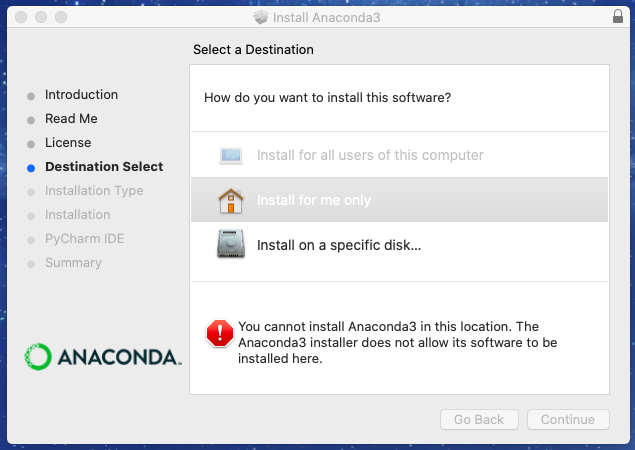 Install Anaconda3
Select a Destination
Introduction
Read Me
License
Destination Select
Installation Type
Installation
PyCharm IDE
Summary
How do you want to install this software?
Install for all users of this computer
Install for me only
Install on a specific disk...
You cannot install Anaconda3 in this location. The
Anaconda3 installer does not allow its software to be
installed here.
ANACONDA.
Go Back
Continue